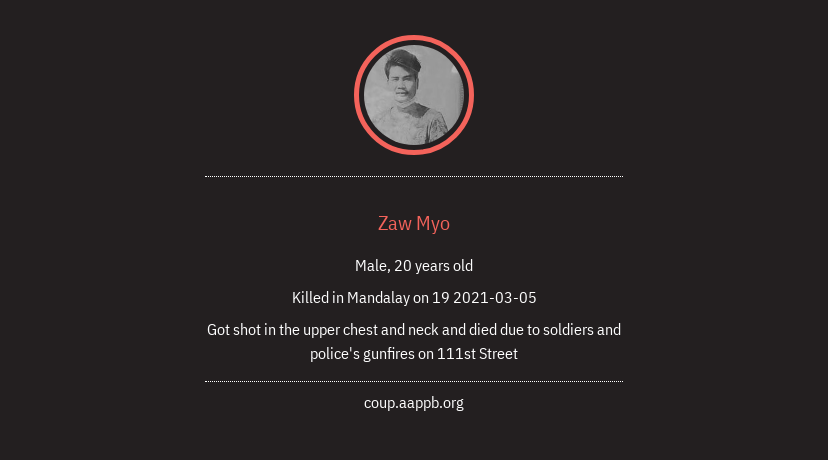 Zaw Myo
Male, 20 years old
Killed in Mandalay on 19 2021-03-05
Got shot in the upper chest and neck and died due to soldiers and
police's gunfires on 111st Street
coup.aappb.org